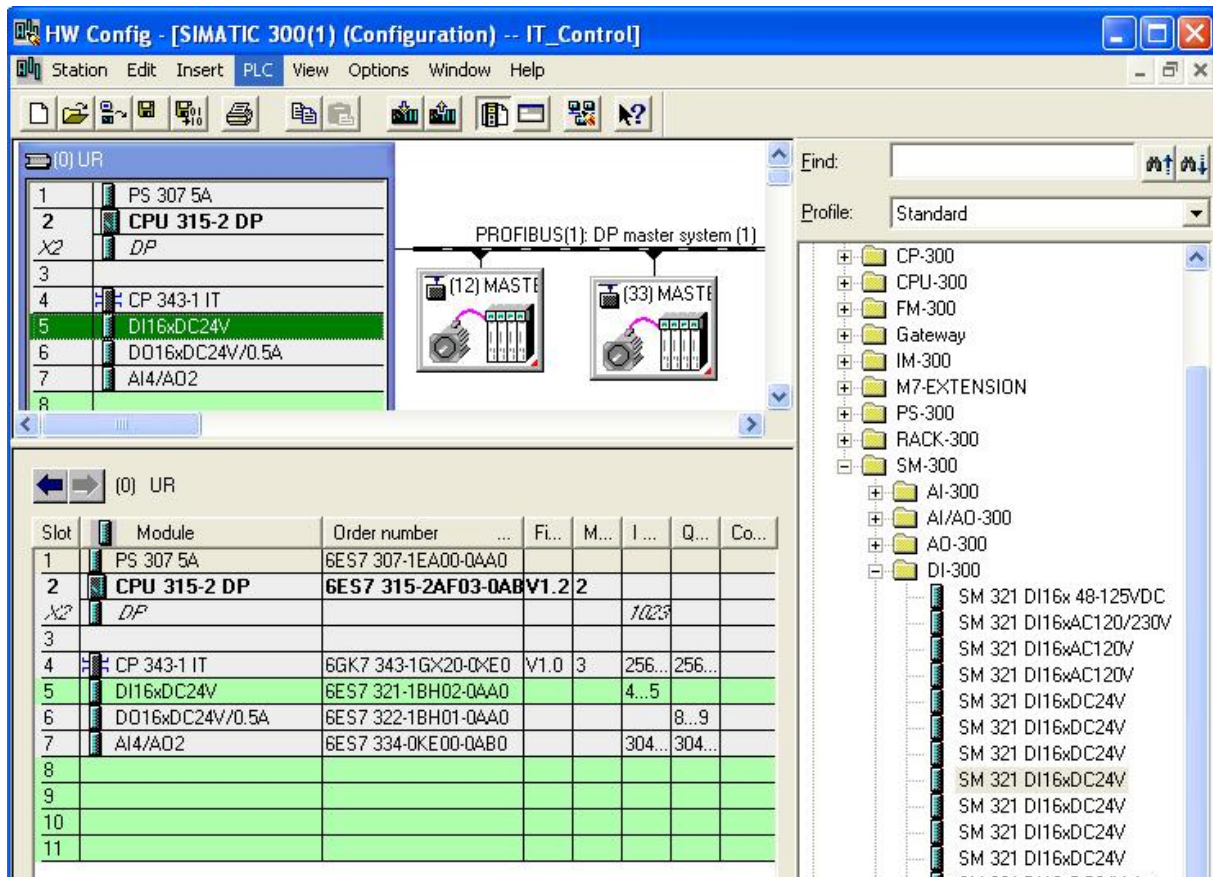 HW Config - [SIMATIC 300(1) (Configuration) -- IT_Control]
Station Edit Insert PLC View Options Window Help
(0) UR
1 PS 307 5A
2 CPU 315-2 DP
X2 DP
3
4 CP 343-1 IT
5 DI16xDC24V
6 DO16xDC24V/0.5A
7 AI4/AO2
8
PROFIBUS(1): DP master system (1)
(12) MASTE
(33) MASTE
(0) UR
Slot Module Order number ... Fi... M... I ... Q... Co...
1 PS 307 5A 6ES7 307-1EA00-0AA0
2 CPU 315-2 DP 6ES7 315-2AF03-0AB V1.2 2
X2 DP 1023
3
4 CP 343-1 IT 6GK7 343-1GX20-0XE0 V1.0 3 256... 256...
5 DI16xDC24V 6ES7 321-1BH02-0AA0 4...5
6 DO16xDC24V/0.5A 6ES7 322-1BH01-0AA0 8...9
7 AI4/AO2 6ES7 334-0KE00-0AB0 304... 304...
8
9
10
11
Find:
Profile: Standard
CP-300
CPU-300
FM-300
Gateway
IM-300
M7-EXTENSION
PS-300
RACK-300
SM-300
AI-300
AI/AO-300
AO-300
DI-300
SM 321 DI16x 48-125VDC
SM 321 DI16xAC120/230V
SM 321 DI16xAC120V
SM 321 DI16xAC120V
SM 321 DI16xDC24V
SM 321 DI16xDC24V
SM 321 DI16xDC24V
SM 321 DI16xDC24V
SM 321 DI16xDC24V
SM 321 DI16xDC24V
SM 321 DI16xDC24V